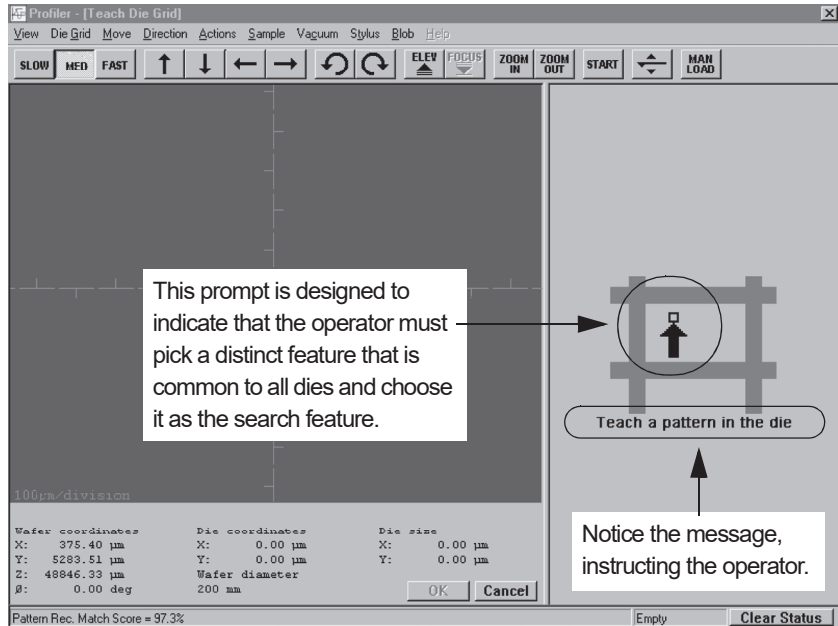 Profiler - [Teach Die Grid]
View Die Grid Move Direction Actions Sample Vacuum Stylus Blob Help
SLOW MED FAST ELEV FOCUS ZOOM IN ZOOM OUT START MAN LOAD
This prompt is designed to
indicate that the operator must
pick a distinct feature that is
common to all dies and choose
it as the search feature.
Teach a pattern in the die
Notice the message,
instructing the operator.
100µm/division
Wafer coordinates Die coordinates Die size
X: 375.40 µm X: 0.00 µm X: 0.00 µm
Y: 5283.51 µm Y: 0.00 µm Y: 0.00 µm
Z: 48846.33 µm Wafer diameter
Ø: 0.00 deg 200 mm OK Cancel
Pattern Rec. Match Score = 97.3% Empty Clear Status